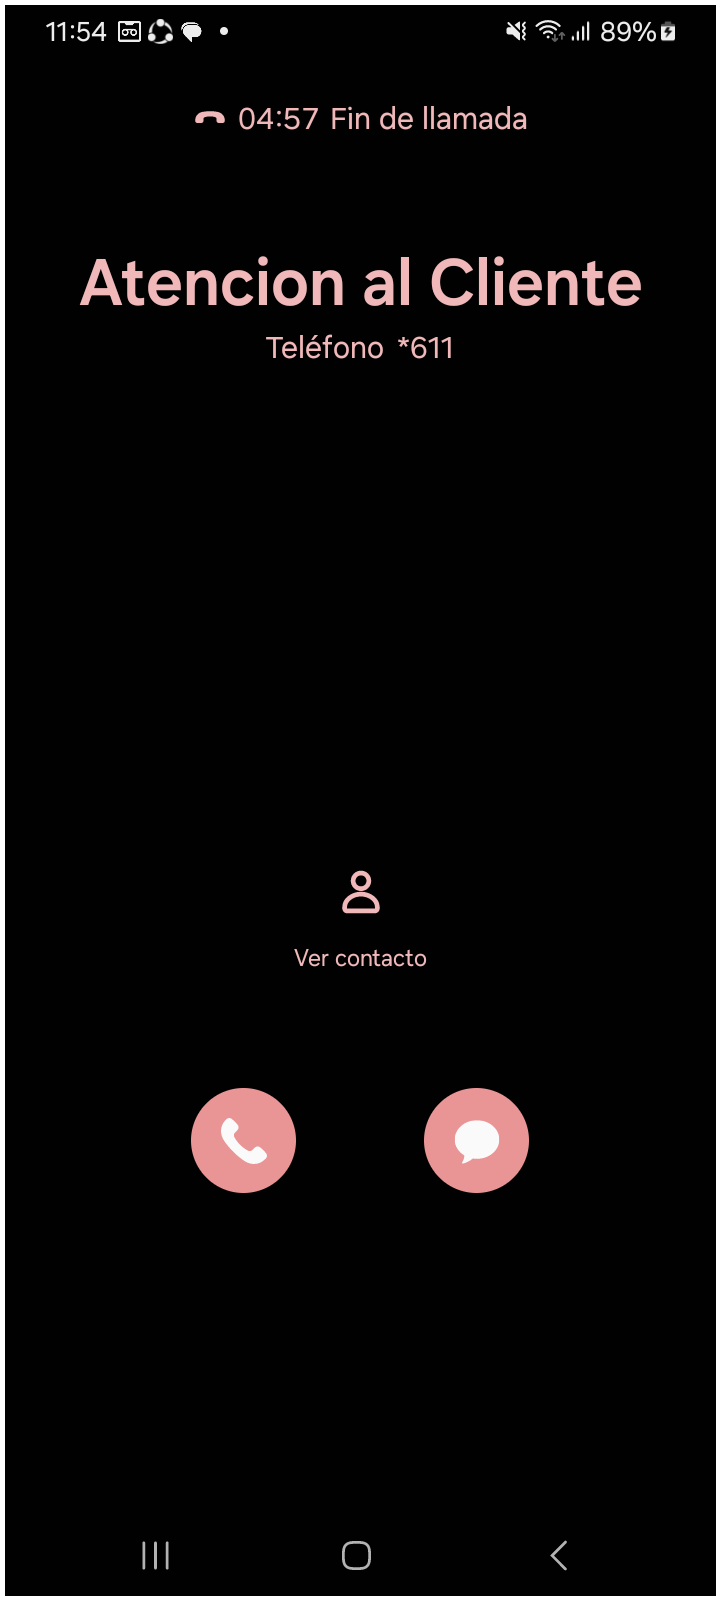 11:54 89%
04:57 Fin de llamada
Atencion al Cliente
Teléfono *611
Ver contacto